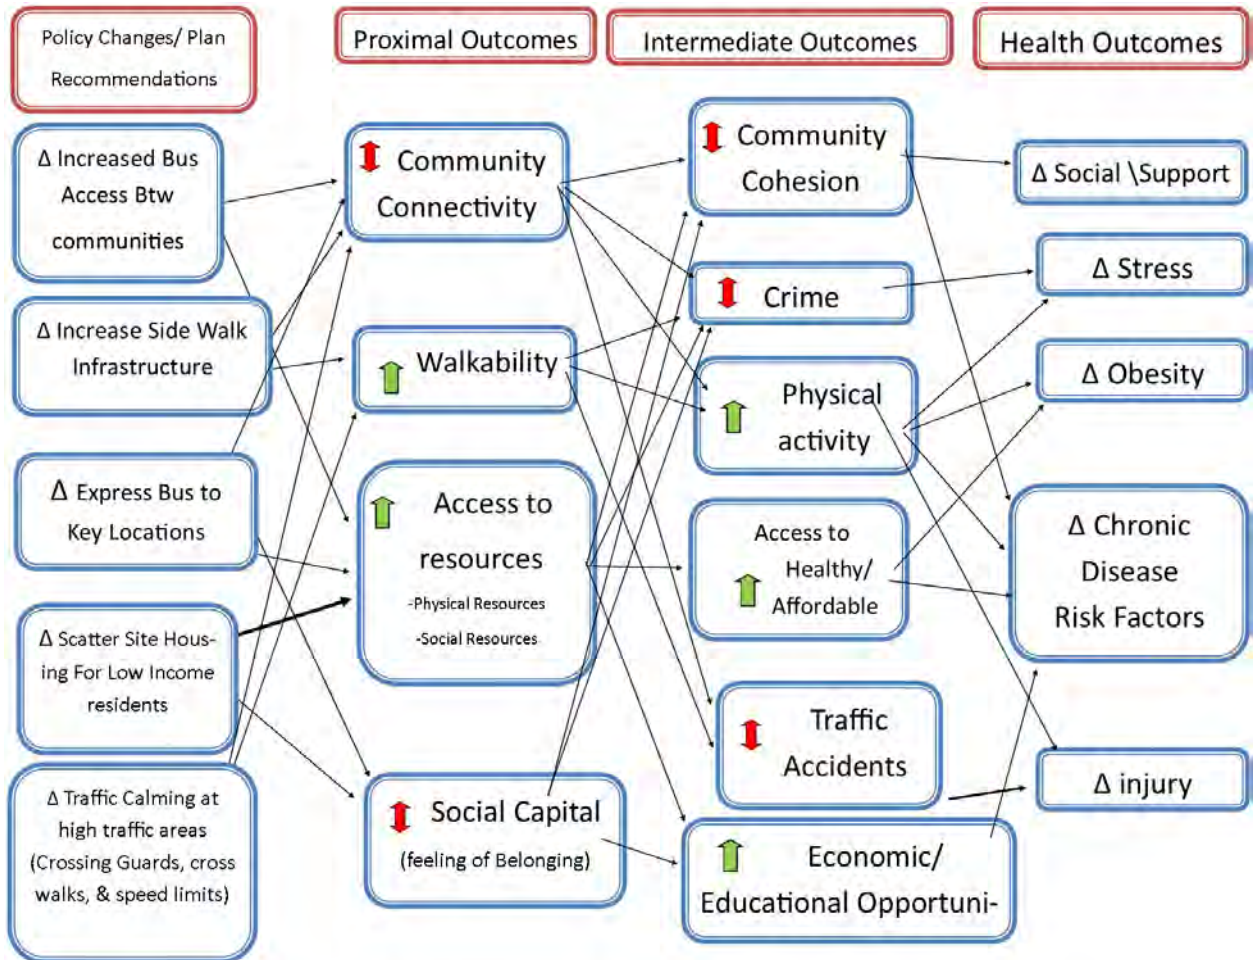 Policy Changes/ Plan
Recommendations
Proximal Outcomes
Intermediate Outcomes
Health Outcomes
Δ Increased Bus
Access Btw
communities
Δ Increase Side Walk
Infrastructure
Δ Express Bus to
Key Locations
Δ Scatter Site Hous-
ing For Low Income
residents
Δ Traffic Calming at
high traffic areas
(Crossing Guards, cross
walks, & speed limits)
Community
Connectivity
Walkability
Access to
resources
-Physical Resources
-Social Resources
Social Capital
(feeling of Belonging)
Community
Cohesion
Crime
Physical
activity
Access to
Healthy/
Affordable
Traffic
Accidents
Economic/
Educational Opportuni-
Δ Social \Support
Δ Stress
Δ Obesity
Δ Chronic
Disease
Risk Factors
Δ injury